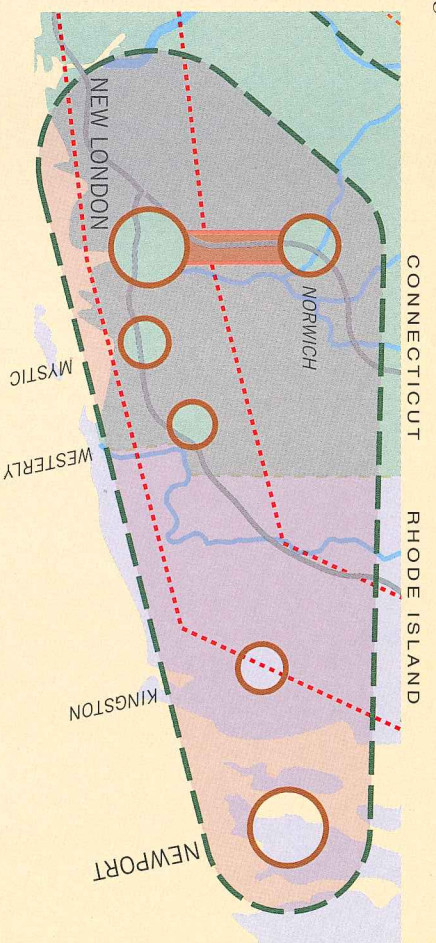 NEW LONDON
NORWICH
CONNECTICUT
MYSTIC
WESTERLY
RHODE ISLAND
KINGSTON
NEWPORT